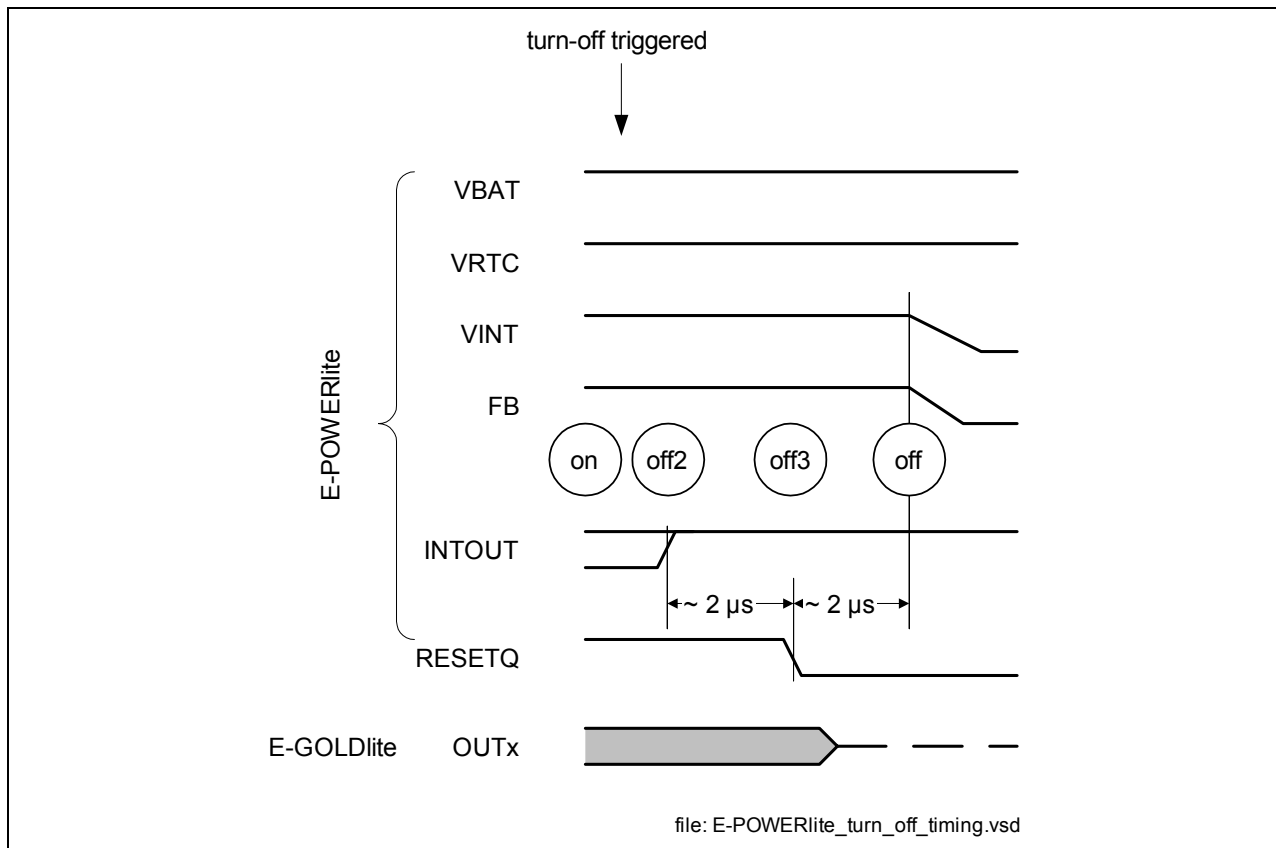 turn-off triggered
VBAT
VRTC
VINT
FB
E-POWERlite
on off2 off3 off
INTOUT
~ 2 µs ~ 2 µs
RESETQ
E-GOLDlite OUTx
file: E-POWERlite_turn_off_timing.vsd